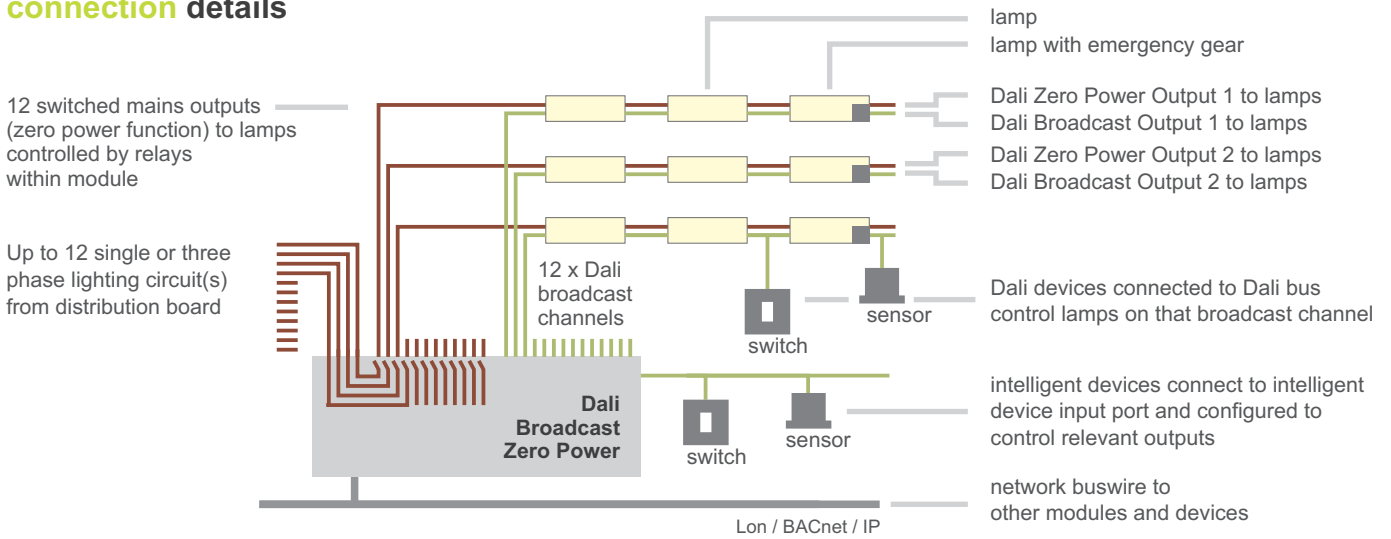 connection details
lamp
lamp with emergency gear
12 switched mains outputs
(zero power function) to lamps
controlled by relays
within module
Dali Zero Power Output 1 to lamps
Dali Broadcast Output 1 to lamps
Dali Zero Power Output 2 to lamps
Dali Broadcast Output 2 to lamps
Up to 12 single or three
phase lighting circuit(s)
from distribution board
12 x Dali
broadcast
channels
switch
sensor
Dali devices connected to Dali bus
control lamps on that broadcast channel
Dali
Broadcast
Zero Power
switch
sensor
intelligent devices connect to intelligent
device input port and configured to
control relevant outputs
network buswire to
other modules and devices
Lon / BACnet / IP